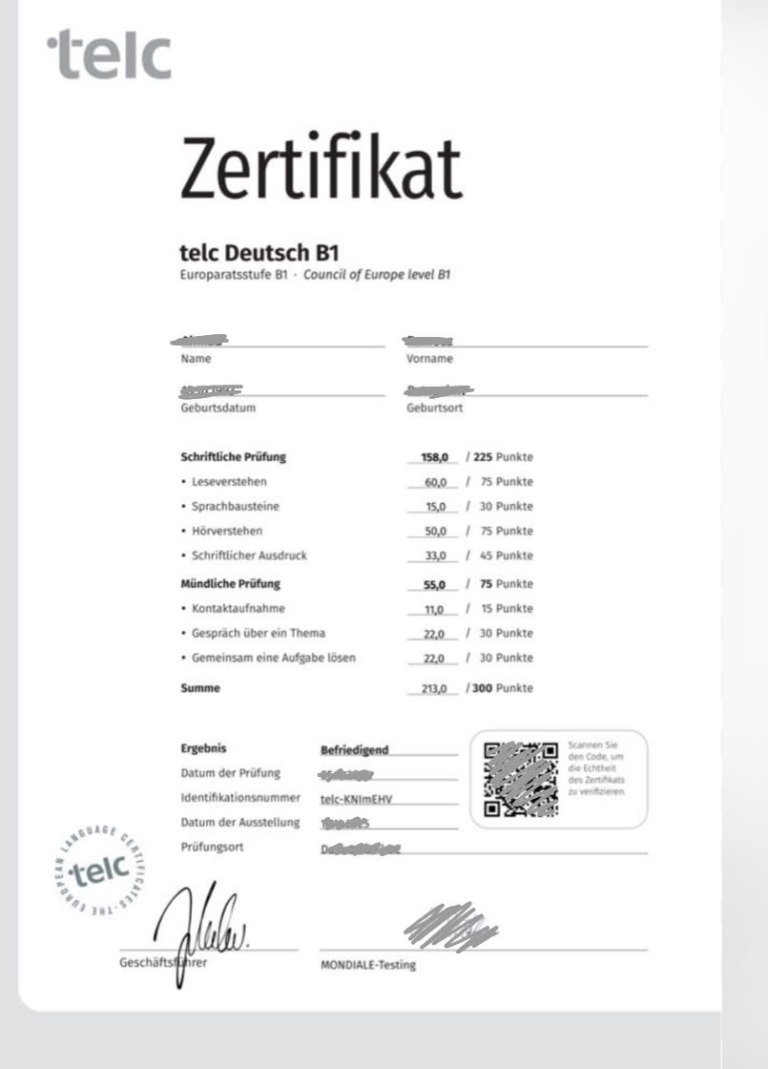 telc
Zertifikat
telc Deutsch B1
Europaratsstufe B1 · Council of Europe level B1
Name Vorname
Geburtsdatum Geburtsort
Schriftliche Prüfung 158,0 / 225 Punkte
• Leseverstehen 60,0 / 75 Punkte
• Sprachbausteine 15,0 / 30 Punkte
• Hörverstehen 50,0 / 75 Punkte
• Schriftlicher Ausdruck 33,0 / 45 Punkte
Mündliche Prüfung 55,0 / 75 Punkte
• Kontaktaufnahme 11,0 / 15 Punkte
• Gespräch über ein Thema 22,0 / 30 Punkte
• Gemeinsam eine Aufgabe lösen 22,0 / 30 Punkte
Summe 213,0 / 300 Punkte
Ergebnis Befriedigend
Datum der Prüfung
Identifikationsnummer telc-KNImEHV
Datum der Ausstellung
Prüfungsort
Scannen Sie
den Code, um
die Echtheit
des Zertifikats
zu verifizieren.
THE EUROPEAN LANGUAGE CERTIFICATES
telc
Geschäftsführer MONDIALE-Testing